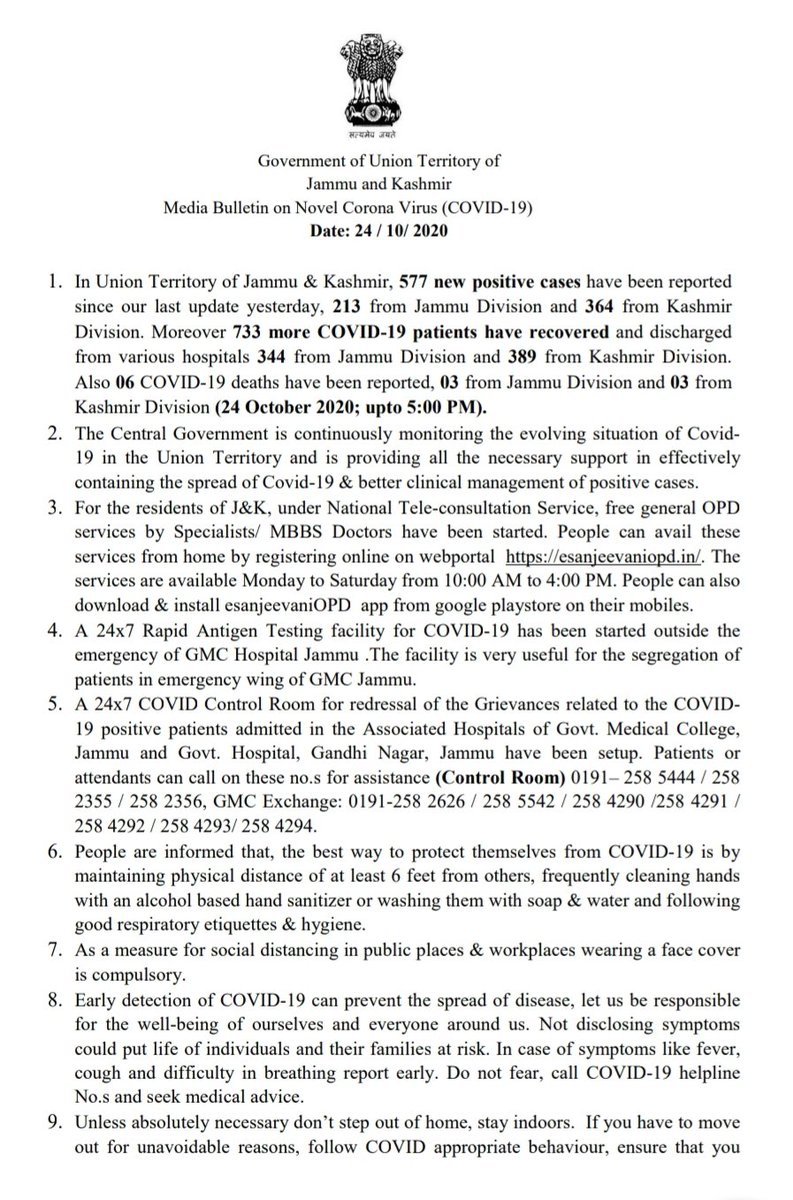 सत्यमेव जयते
Government of Union Territory of
Jammu and Kashmir
Media Bulletin on Novel Corona Virus (COVID-19)
Date: 24 / 10/ 2020
1. In Union Territory of Jammu & Kashmir, 577 new positive cases have been reported
since our last update yesterday, 213 from Jammu Division and 364 from Kashmir
Division. Moreover 733 more COVID-19 patients have recovered and discharged
from various hospitals 344 from Jammu Division and 389 from Kashmir Division.
Also 06 COVID-19 deaths have been reported, 03 from Jammu Division and 03 from
Kashmir Division (24 October 2020; upto 5:00 PM).
2. The Central Government is continuously monitoring the evolving situation of Covid-
19 in the Union Territory and is providing all the necessary support in effectively
containing the spread of Covid-19 & better clinical management of positive cases.
3. For the residents of J&K, under National Tele-consultation Service, free general OPD
services by Specialists/ MBBS Doctors have been started. People can avail these
services from home by registering online on webportal https://esanjeevaniopd.in/. The
services are available Monday to Saturday from 10:00 AM to 4:00 PM. People can also
download & install esanjeevaniOPD app from google playstore on their mobiles.
4. A 24x7 Rapid Antigen Testing facility for COVID-19 has been started outside the
emergency of GMC Hospital Jammu .The facility is very useful for the segregation of
patients in emergency wing of GMC Jammu.
5. A 24x7 COVID Control Room for redressal of the Grievances related to the COVID-
19 positive patients admitted in the Associated Hospitals of Govt. Medical College,
Jammu and Govt. Hospital, Gandhi Nagar, Jammu have been setup. Patients or
attendants can call on these no.s for assistance (Control Room) 0191– 258 5444 / 258
2355 / 258 2356, GMC Exchange: 0191-258 2626 / 258 5542 / 258 4290 /258 4291 /
258 4292 / 258 4293/ 258 4294.
6. People are informed that, the best way to protect themselves from COVID-19 is by
maintaining physical distance of at least 6 feet from others, frequently cleaning hands
with an alcohol based hand sanitizer or washing them with soap & water and following
good respiratory etiquettes & hygiene.
7. As a measure for social distancing in public places & workplaces wearing a face cover
is compulsory.
8. Early detection of COVID-19 can prevent the spread of disease, let us be responsible
for the well-being of ourselves and everyone around us. Not disclosing symptoms
could put life of individuals and their families at risk. In case of symptoms like fever,
cough and difficulty in breathing report early. Do not fear, call COVID-19 helpline
No.s and seek medical advice.
9. Unless absolutely necessary don’t step out of home, stay indoors. If you have to move
out for unavoidable reasons, follow COVID appropriate behaviour, ensure that you